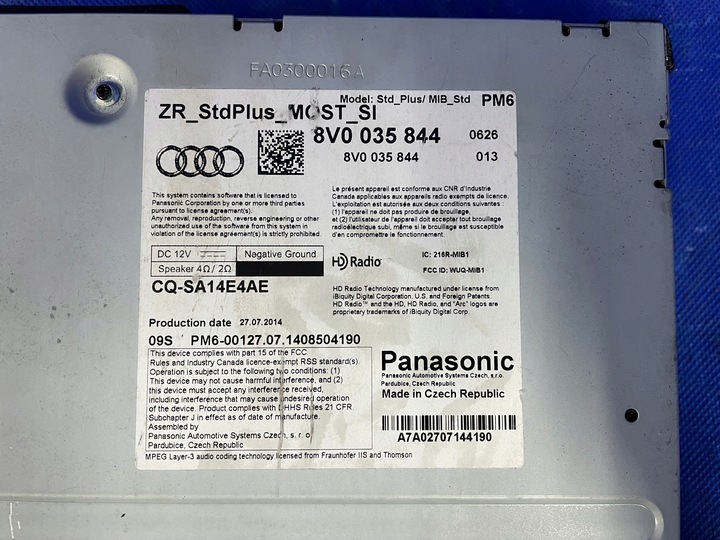 FA0300016A
Model: Std_Plus/ MIB_Std PM6
ZR_StdPlus_MOST_SI
8V0 035 844 0626
8V0 035 844 013
This system contains software that is licensed to
Panasonic Corporation by one or more third parties
pursuant to license agreement(s).
Any removal, reproduction, reverse engineering or other
unauthorized use of the software in this system in
violation of the license agreement(s) is strictly prohibited.
Le présent appareil est conforme aux CNR d'Industrie
Canada applicables aux appareils radio exempts de licence.
L'exploitation est autorisée aux deux conditions suivantes :
(1) l'appareil ne doit pas produire de brouillage,
et (2) l'utilisateur de l'appareil doit accepter tout brouillage
radioélectrique subi, même si le brouillage est susceptible
d'en compromettre le fonctionnement.
DC 12V Negative Ground
Speaker 4Ω/ 2Ω
HD Radio
IC: 216R-MIB1
FCC ID: WUQ-MIB1
CQ-SA14E4AE
HD Radio Technology manufactured under license from
iBiquity Digital Corporation. U.S. and Foreign Patents.
HD Radio™ and the HD, HD Radio, and "Arc" logos are
proprietary trademarks of iBiquity Digital Corp.
Production date 27.07.2014
09S PM6-00127.07.1408504190
This device complies with part 15 of the FCC
Rules and Industry Canada licence-exempt RSS standard(s).
Operation is subject to the following two conditions: (1)
This device may not cause harmful interference, and (2)
this device must accept any interference received,
including interference that may cause undesired operation
of the device. Product complies with DHHS Rules 21 CFR
Subchapter J in effect as of date of manufacture.
Assembled by
Panasonic Automotive Systems Czech, s. r. o.
Pardubice, Czech Republic
Panasonic
Panasonic Automotive Systems Czech, s.r.o.
Pardubice, Czech Republic
Made in Czech Republic
A7A02707144190
MPEG Layer-3 audio coding technology licensed from Fraunhofer IIS and Thomson